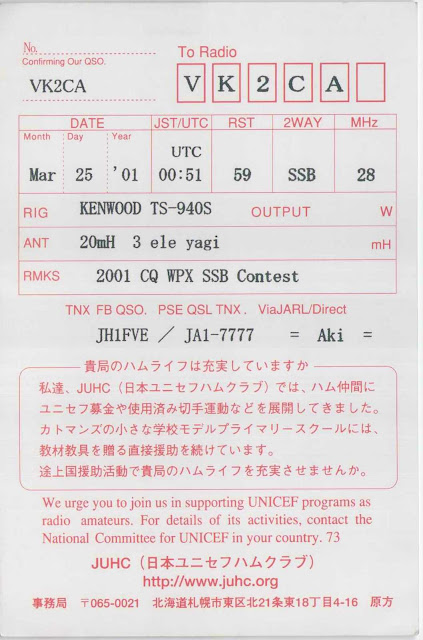 No.
Confirming Our QSO.
VK2CA
To Radio
V K 2 C A
DATE JST/UTC RST 2WAY MHz
Month Day Year
UTC
Mar 25 '01 00:51 59 SSB 28
RIG KENWOOD TS-940S OUTPUT W
ANT 20mH 3 ele yagi mH
RMKS 2001 CQ WPX SSB Contest
TNX FB QSO. PSE QSL TNX. ViaJARL/Direct
JH1FVE / JA1-7777 = Aki =
貴局のハムライフは充実していますか
私達、JUHC(日本ユニセフハムクラブ)では、ハム仲間に
ユニセフ募金や使用済み切手運動などを展開してきました。
カトマンズの小さな学校モデルプライマリースクールには、
教材教具を贈る直接援助を続けています。
途上国援助活動で貴局のハムライフを充実させませんか。
We urge you to join us in supporting UNICEF programs as
radio amateurs. For details of its activities, contact the
National Committee for UNICEF in your country. 73
JUHC(日本ユニセフハムクラブ)
http://www.juhc.org
事務局 〒065-0021 北海道札幌市東区北21条東18丁目4-16 原方